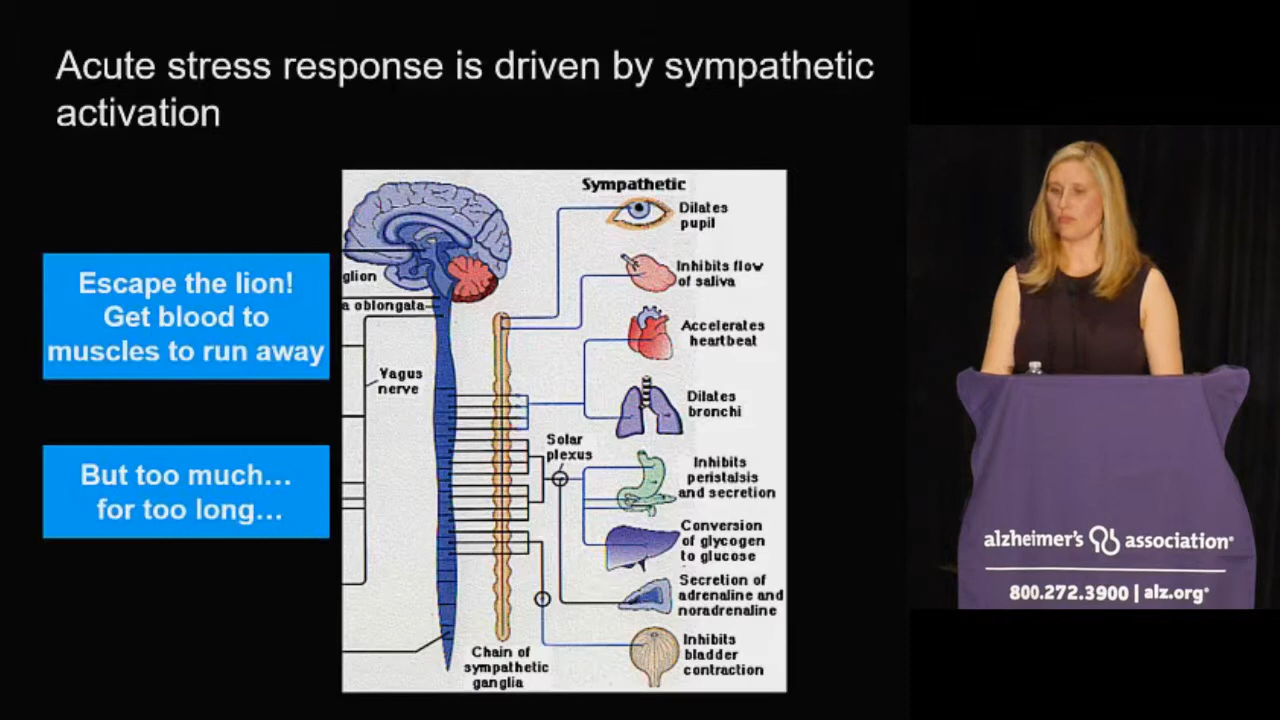 Acute stress response is driven by sympathetic
activation
Escape the lion!
Get blood to
muscles to run away
But too much…
for too long…
Sympathetic
Dilates
pupil
Inhibits flow
of saliva
Accelerates
heartbeat
Dilates
bronchi
Inhibits
peristalsis
and secretion
Conversion
of glycogen
to glucose
Secretion of
adrenaline and
noradrenaline
Inhibits
bladder
contraction
glion
a oblongata
Vagus
nerve
Solar
plexus
Chain of
sympathetic
ganglia
alzheimer's association®
800.272.3900 | alz.org®